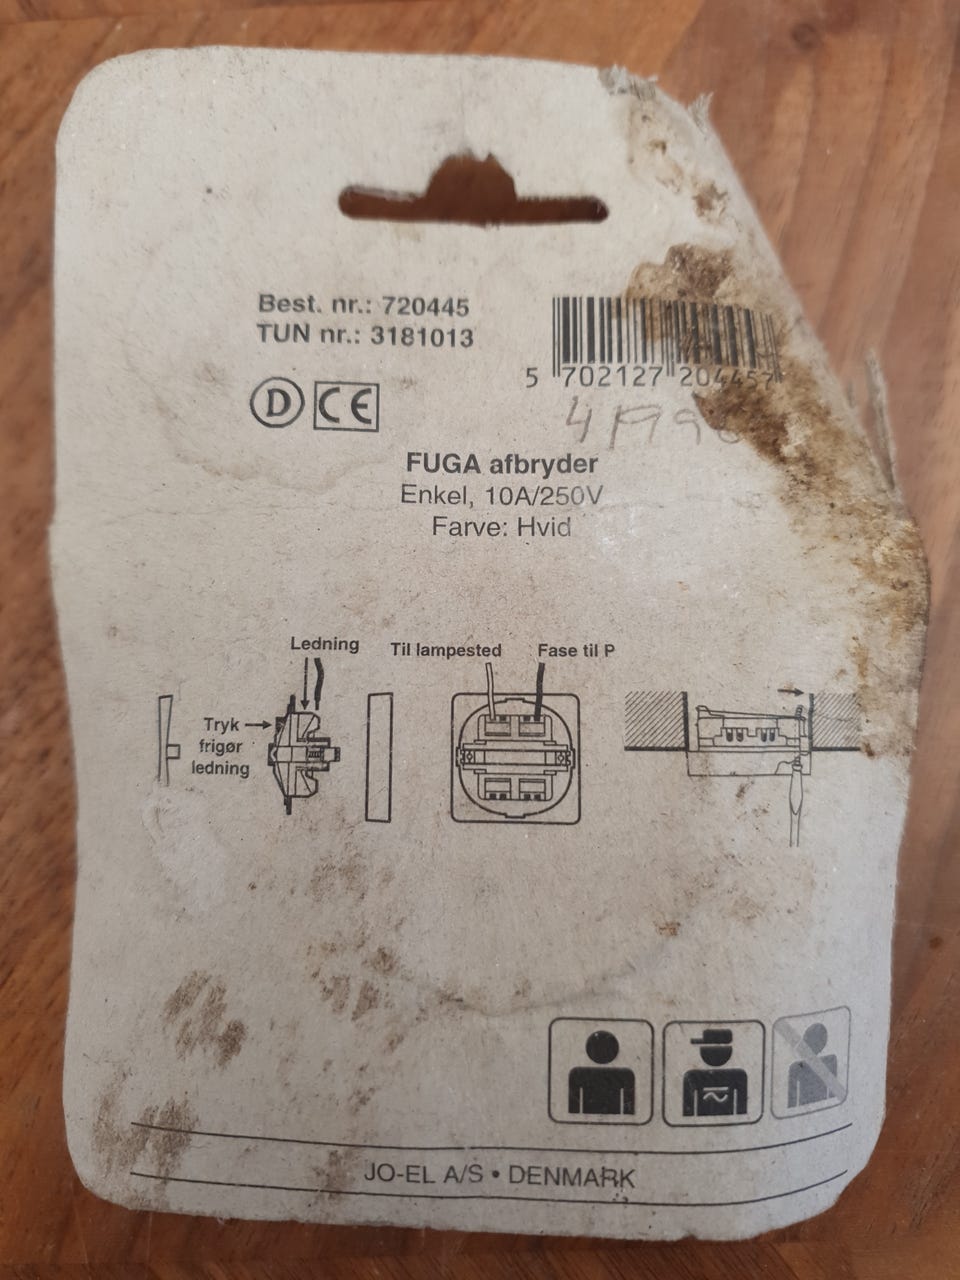 Best. nr.: 720445
TUN nr.: 3181013
5 702127 204457
D CE
FUGA afbryder
Enkel, 10A/250V
Farve: Hvid
Ledning
Til lampested
Fase til P
Tryk
frigør
ledning
JO-EL A/S • DENMARK